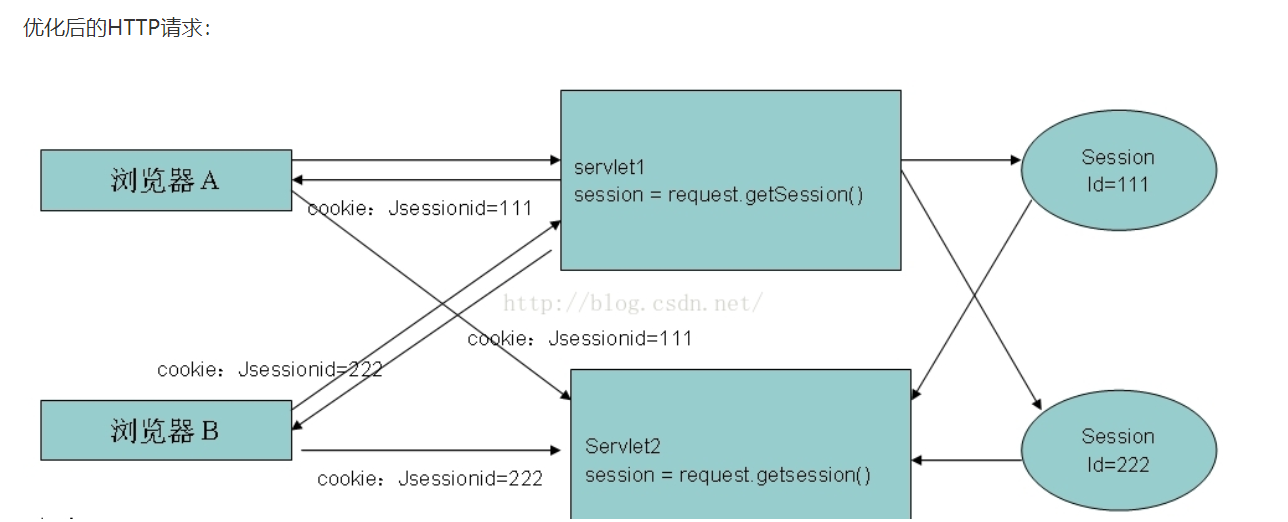 优化后的HTTP请求：
浏览器A
servlet1
session = request.getSession()
Session
Id=111
cookie：Jsessionid=111
http://blog.csdn.net/
cookie：Jsessionid=111
cookie：Jsessionid=222
浏览器B
Servlet2
session = request.getsession()
Session
Id=222
cookie：Jsessionid=222